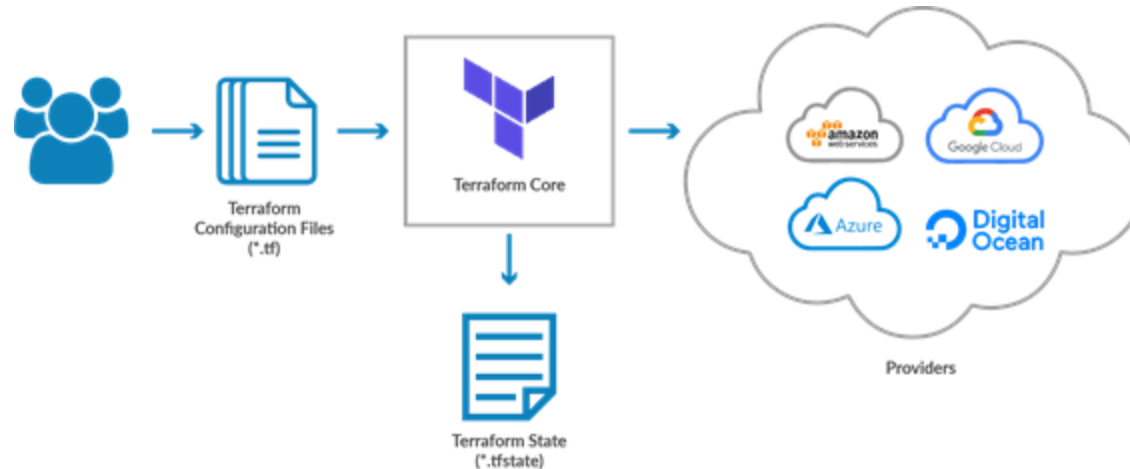 Terraform
Configuration Files
(*.tf)
Terraform Core
Terraform State
(*.tfstate)
amazon
web services
Google Cloud
Azure
Digital
Ocean
Providers